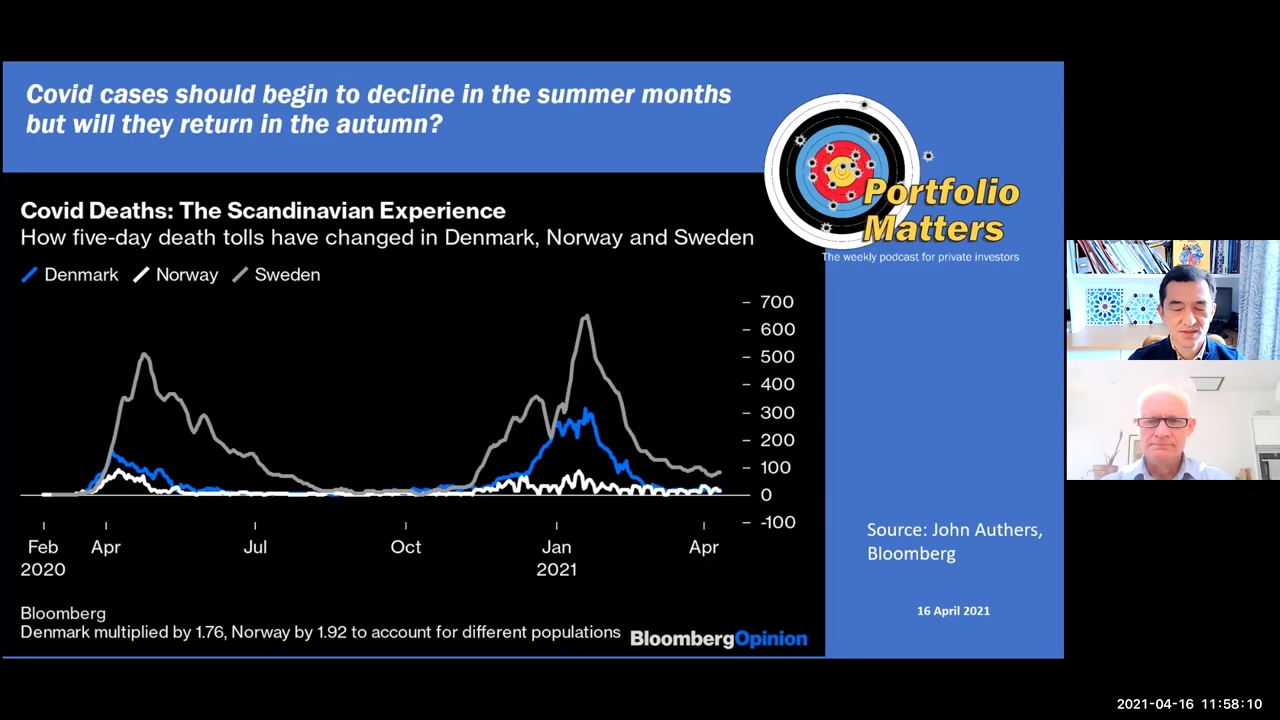 Covid cases should begin to decline in the summer months
but will they return in the autumn?
Portfolio
Matters
The weekly podcast for private investors
Covid Deaths: The Scandinavian Experience
How five-day death tolls have changed in Denmark, Norway and Sweden
Denmark Norway Sweden
– 700
– 600
– 500
– 400
– 300
– 200
– 100
– 0
– -100
Feb Apr Jul Oct Jan Apr
2020 2021
Source: John Authers,
Bloomberg
16 April 2021
Bloomberg
Denmark multiplied by 1.76, Norway by 1.92 to account for different populations
BloombergOpinion
2021-04-16 11:58:10